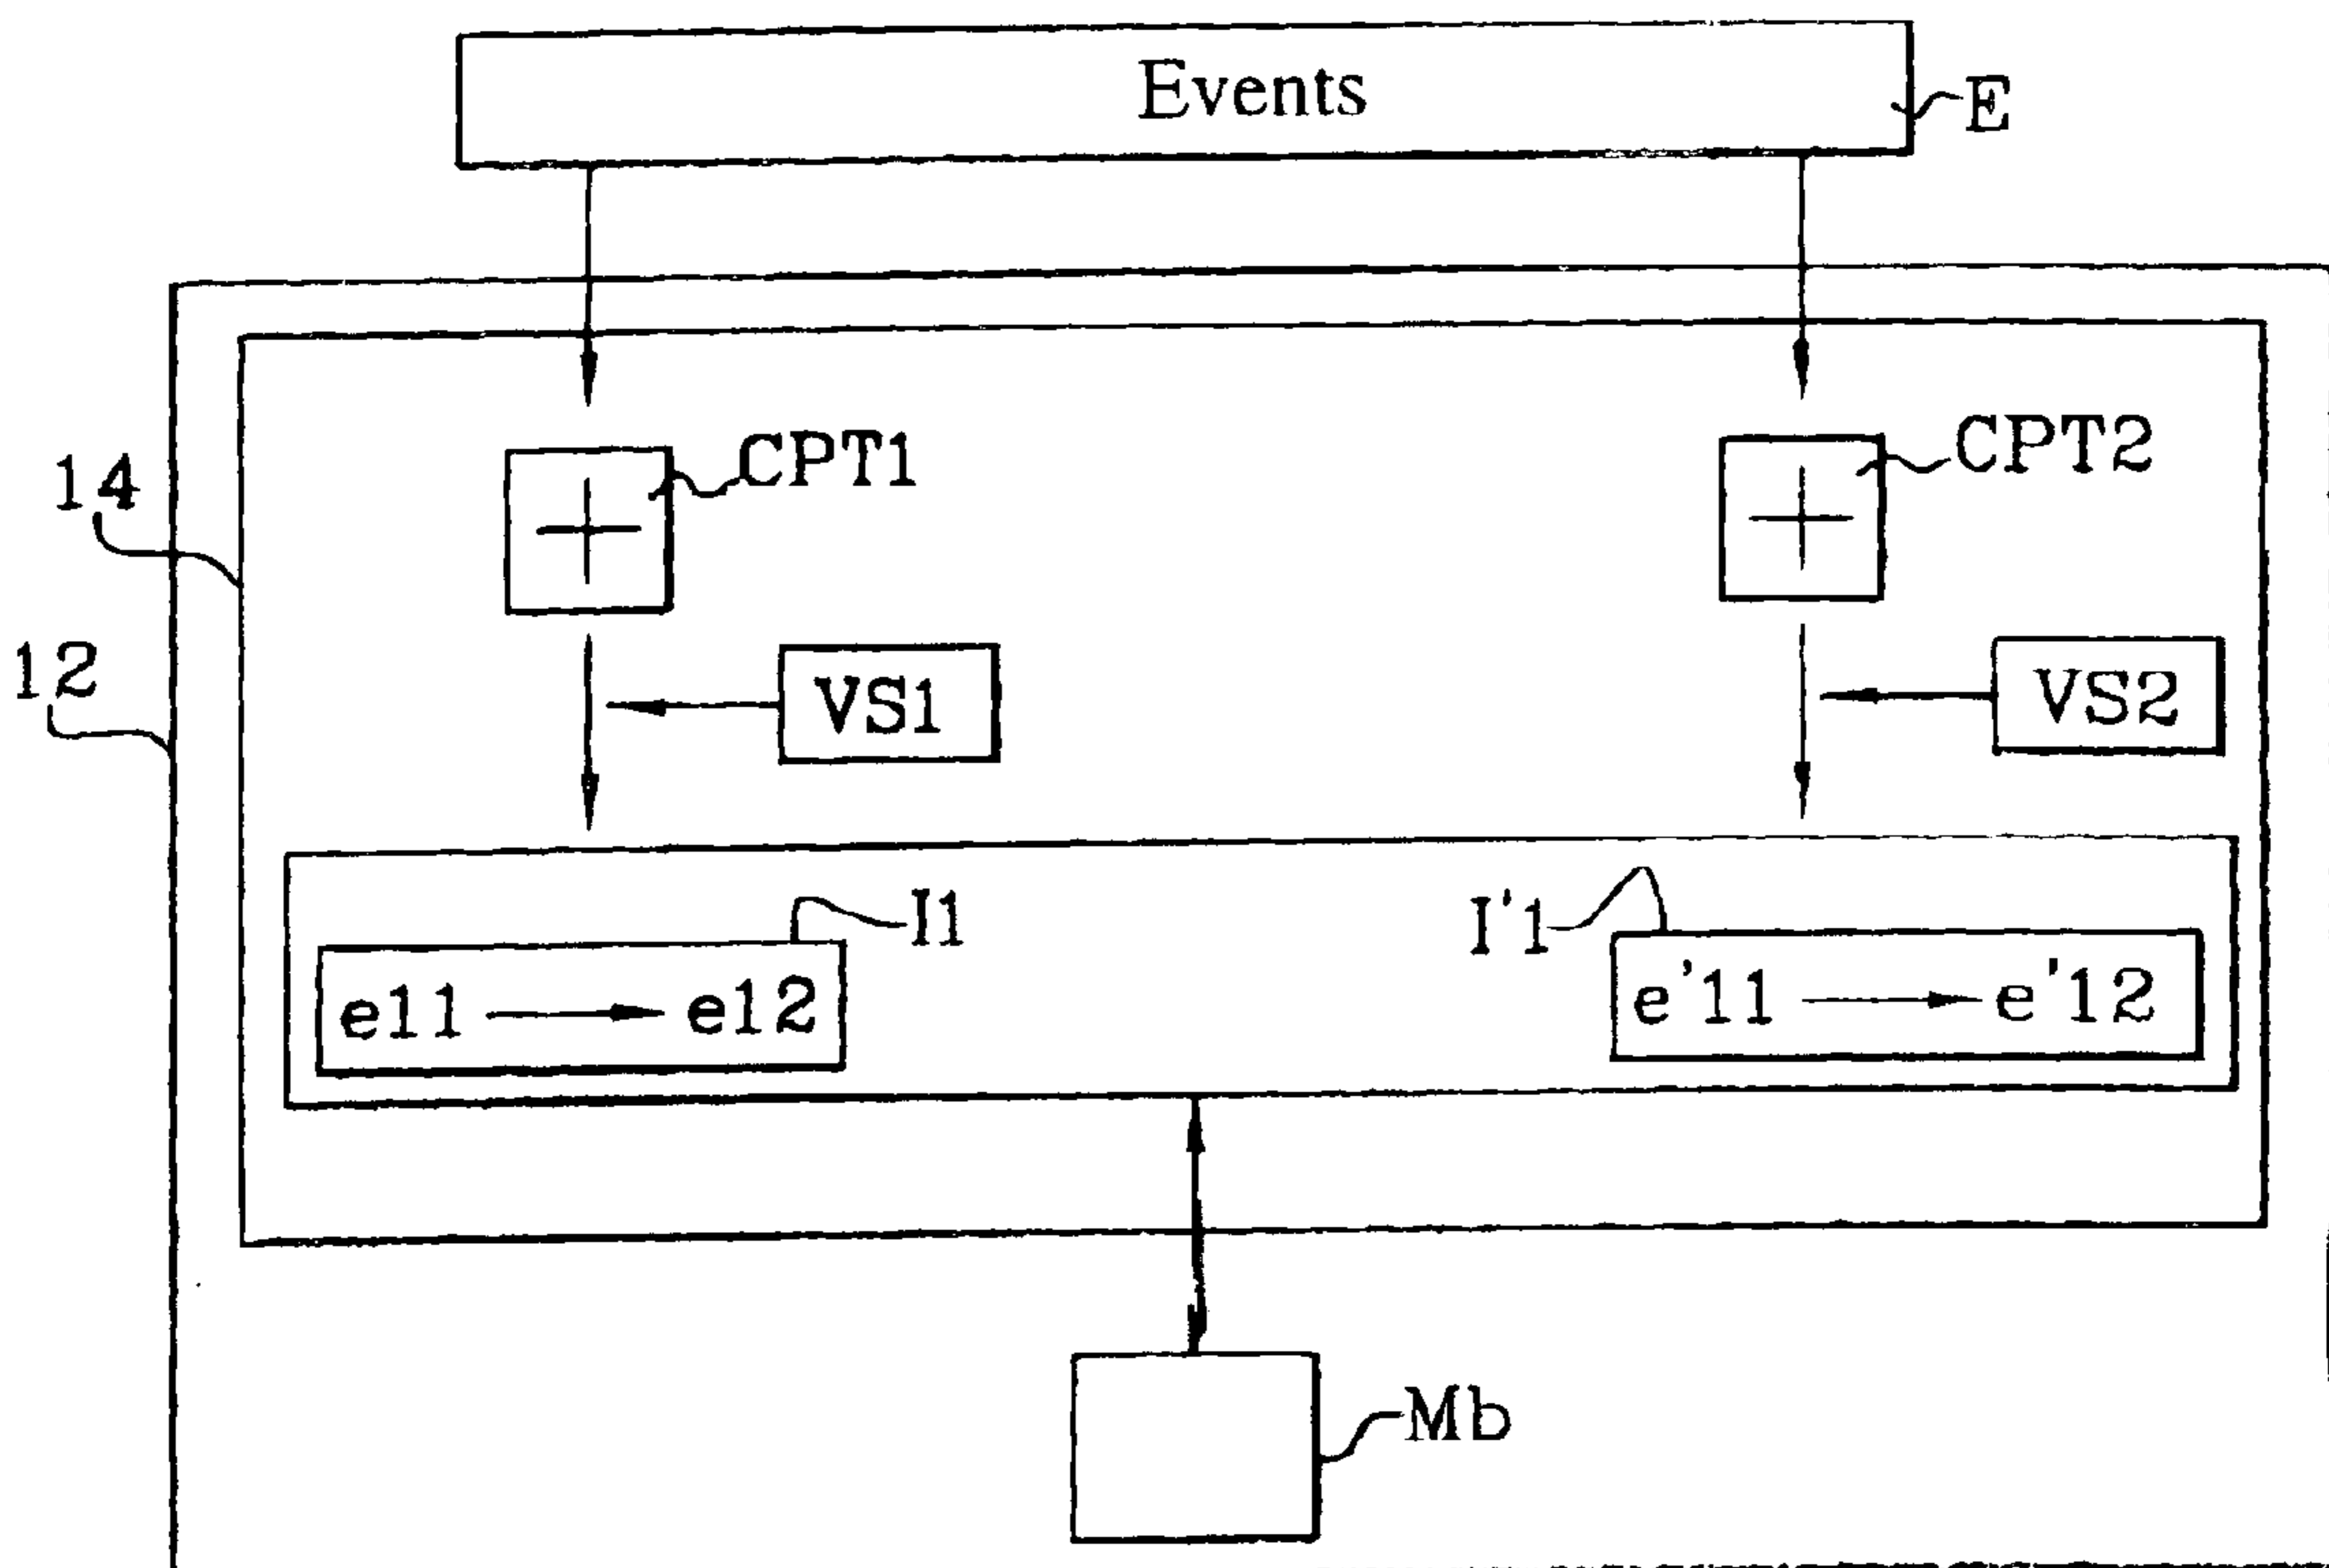 Events
E
CPT1
CPT2
14
12
VS1
VS2
I1
I'1
e11 e12
e'11 e'12
Mb